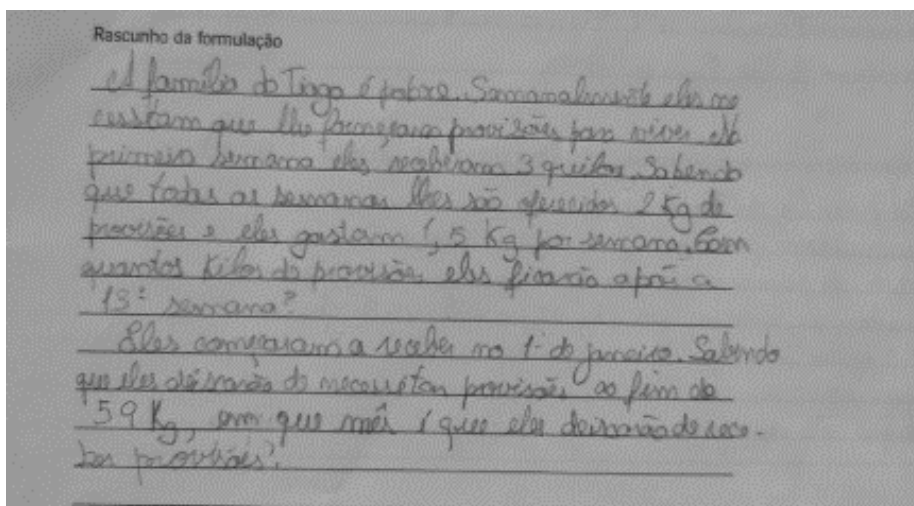 Rascunho da formulação
A família do Tiago é pobre. Semanalmente eles ne
cessitam que lhe forneçam provisões para viver. Na
primeira semana eles receberam 3 quilos. Sabendo
que todas as semanas lhes são oferecidos 2 Kg de
provisões e eles gastam 1,5 Kg por semana. Com
quantos kilos de provisões eles ficarão após a
13ª semana?
Eles começaram a receber no 1º de janeiro. Sabendo
que eles deixarão de necessitar provisões ao fim de
59 Kg, em que mês é que eles deixarão de rece-
ber provisões?